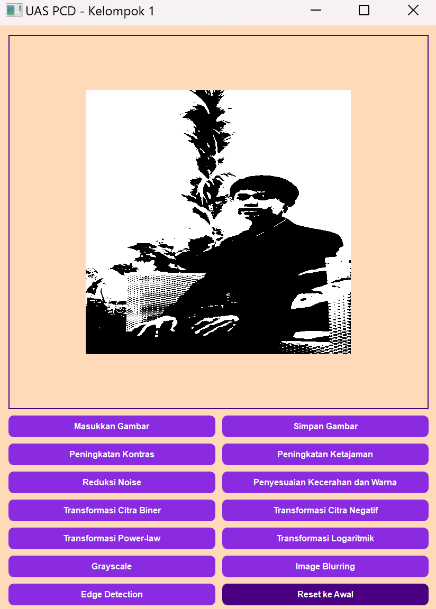 UAS PCD - Kelompok 1
Masukkan Gambar
Simpan Gambar
Peningkatan Kontras
Peningkatan Ketajaman
Reduksi Noise
Penyesuaian Kecerahan dan Warna
Transformasi Citra Biner
Transformasi Citra Negatif
Transformasi Power-law
Transformasi Logaritmik
Grayscale
Image Blurring
Edge Detection
Reset ke Awal